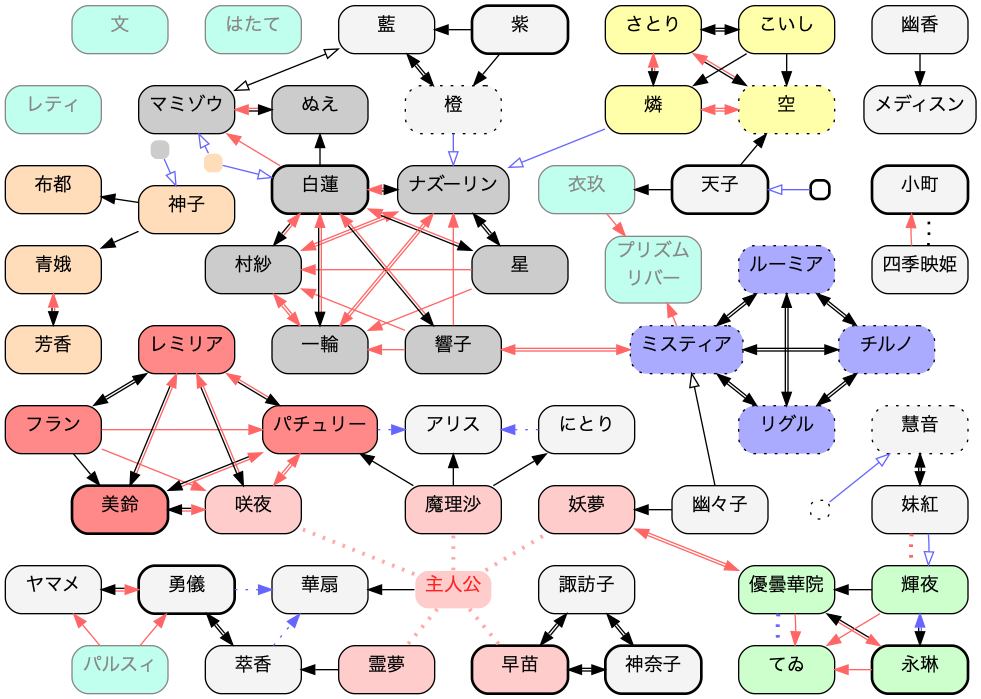 文
はたて
藍
紫
さとり
こいし
幽香
レティ
マミゾウ
ぬえ
橙
燐
空
メディスン
布都
神子
白蓮
ナズーリン
衣玖
天子
小町
青娥
村紗
星
プリズム
リバー
ルーミア
四季映姫
芳香
レミリア
一輪
響子
ミスティア
チルノ
フラン
パチュリー
アリス
にとり
リグル
慧音
美鈴
咲夜
魔理沙
妖夢
幽々子
妹紅
ヤマメ
勇儀
華扇
主人公
諏訪子
優曇華院
輝夜
パルスィ
萃香
霊夢
早苗
神奈子
てゐ
永琳